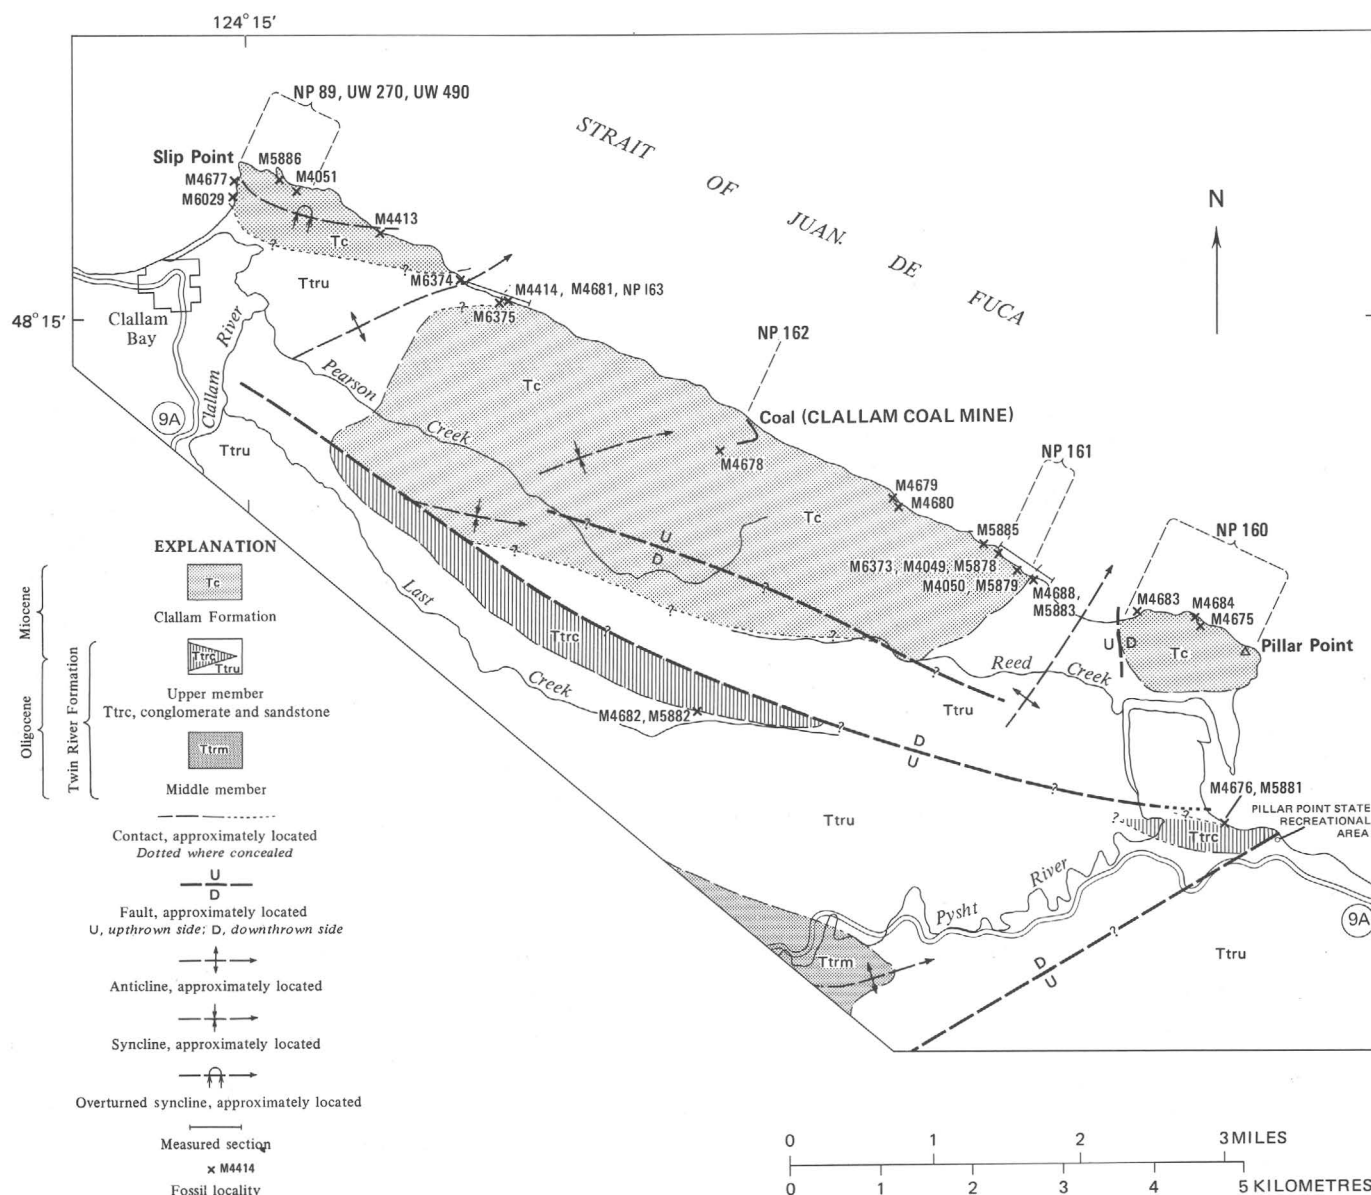 124°15'
NP 89, UW 270, UW 490
STRAIT
OF
JUAN.
DE
FUCA
Slip Point
M5886
M4677
M4051
M6029
M4413
Tc
N
M6374
Ttru
M4414, M4681, NP 163
M6375
48°15'
Clallam
Bay
Clallam
River
NP 162
Pearson
Creek
Tc
9A
Coal (CLALLAM COAL MINE)
M4678
Ttru
NP 161
M4679
M4680
Tc
U
D
M5885
NP 160
M6373, M4049, M5878
M4050, M5879
M4688,
M5883
M4683
M4684
M4675
U D
Tc
Pillar Point
Last
Creek
Ttrc
Reed
Creek
Ttru
M4682, M5882
D
U
M4676, M5881
PILLAR POINT STATE
RECREATIONAL
AREA
Ttru
Ttrc
Pysht
River
9A
Ttrm
D
U
Ttru
EXPLANATION
Tc
Clallam Formation
Ttrc
Ttru
Upper member
Ttrc, conglomerate and sandstone
Ttrm
Middle member
Miocene
Oligocene
Twin River Formation
Contact, approximately located
Dotted where concealed
U
D
Fault, approximately located
U, upthrown side; D, downthrown side
Anticline, approximately located
Syncline, approximately located
Overturned syncline, approximately located
Measured section
× M4414
Fossil locality
0 1 2 3 MILES
0 1 2 3 4 5 KILOMETRES